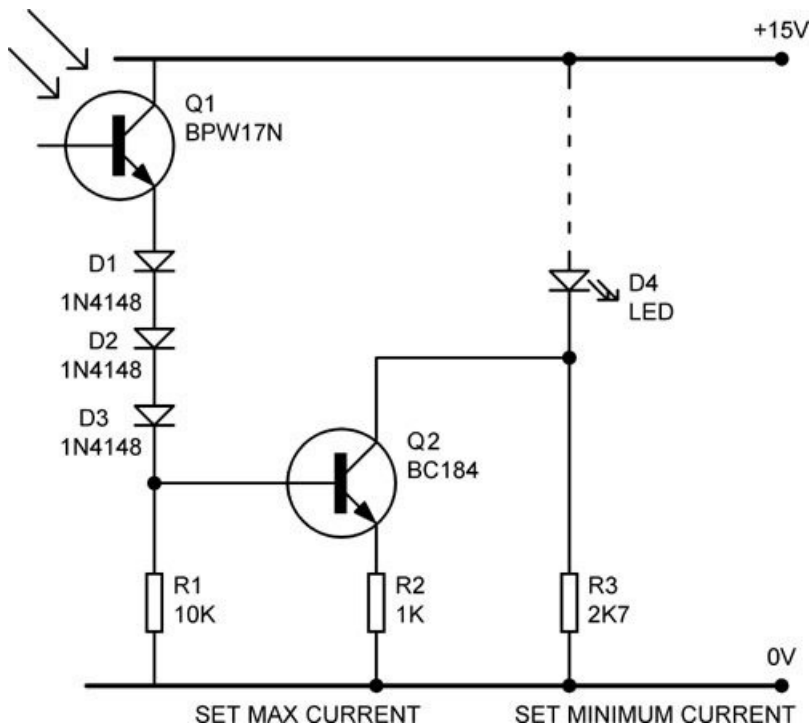 +15V
Q1
BPW17N
D1
1N4148
D2
1N4148
D3
1N4148
D4
LED
Q2
BC184
R1
10K
R2
1K
R3
2K7
0V
SET MAX CURRENT
SET MINIMUM CURRENT